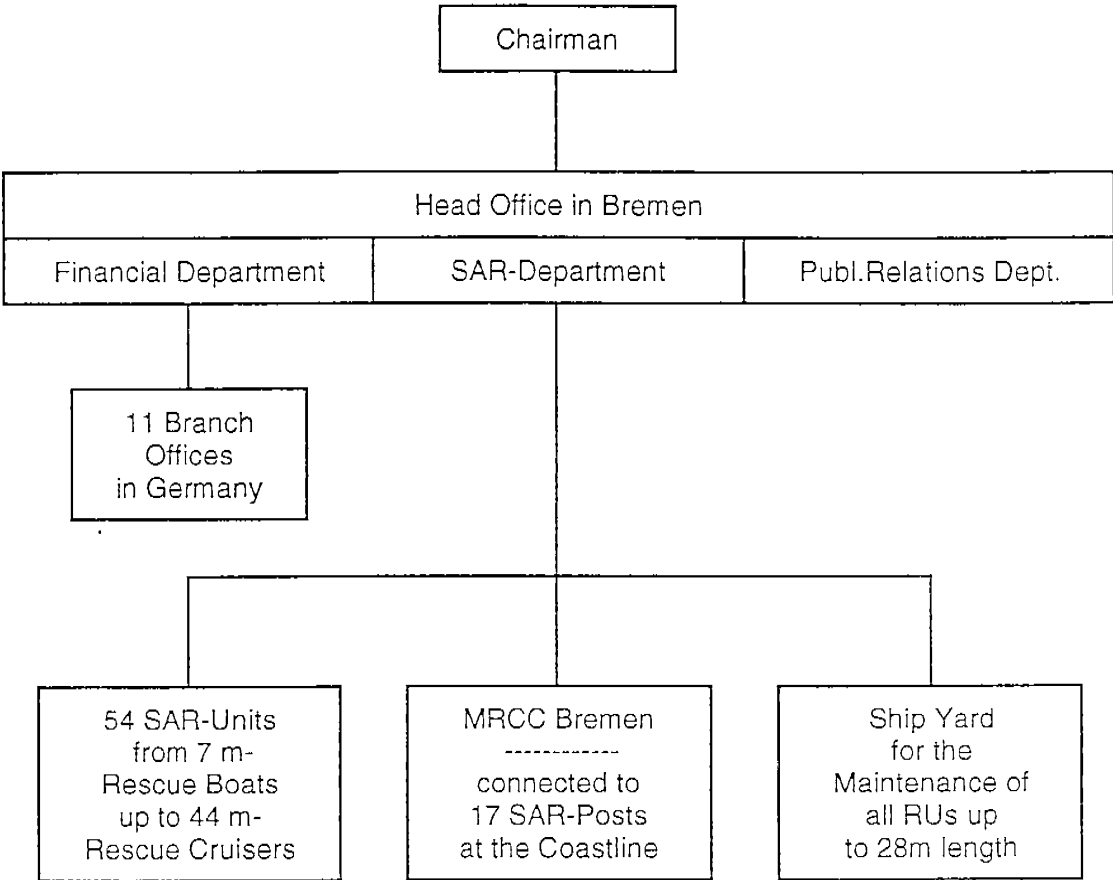 Chairman
Head Office in Bremen
Financial Department
SAR-Department
Publ.Relations Dept.
11 Branch
Offices
in Germany
54 SAR-Units
from 7 m-
Rescue Boats
up to 44 m-
Rescue Cruisers
MRCC Bremen
------------
connected to
17 SAR-Posts
at the Coastline
Ship Yard
for the
Maintenance of
all RUs up
to 28m length